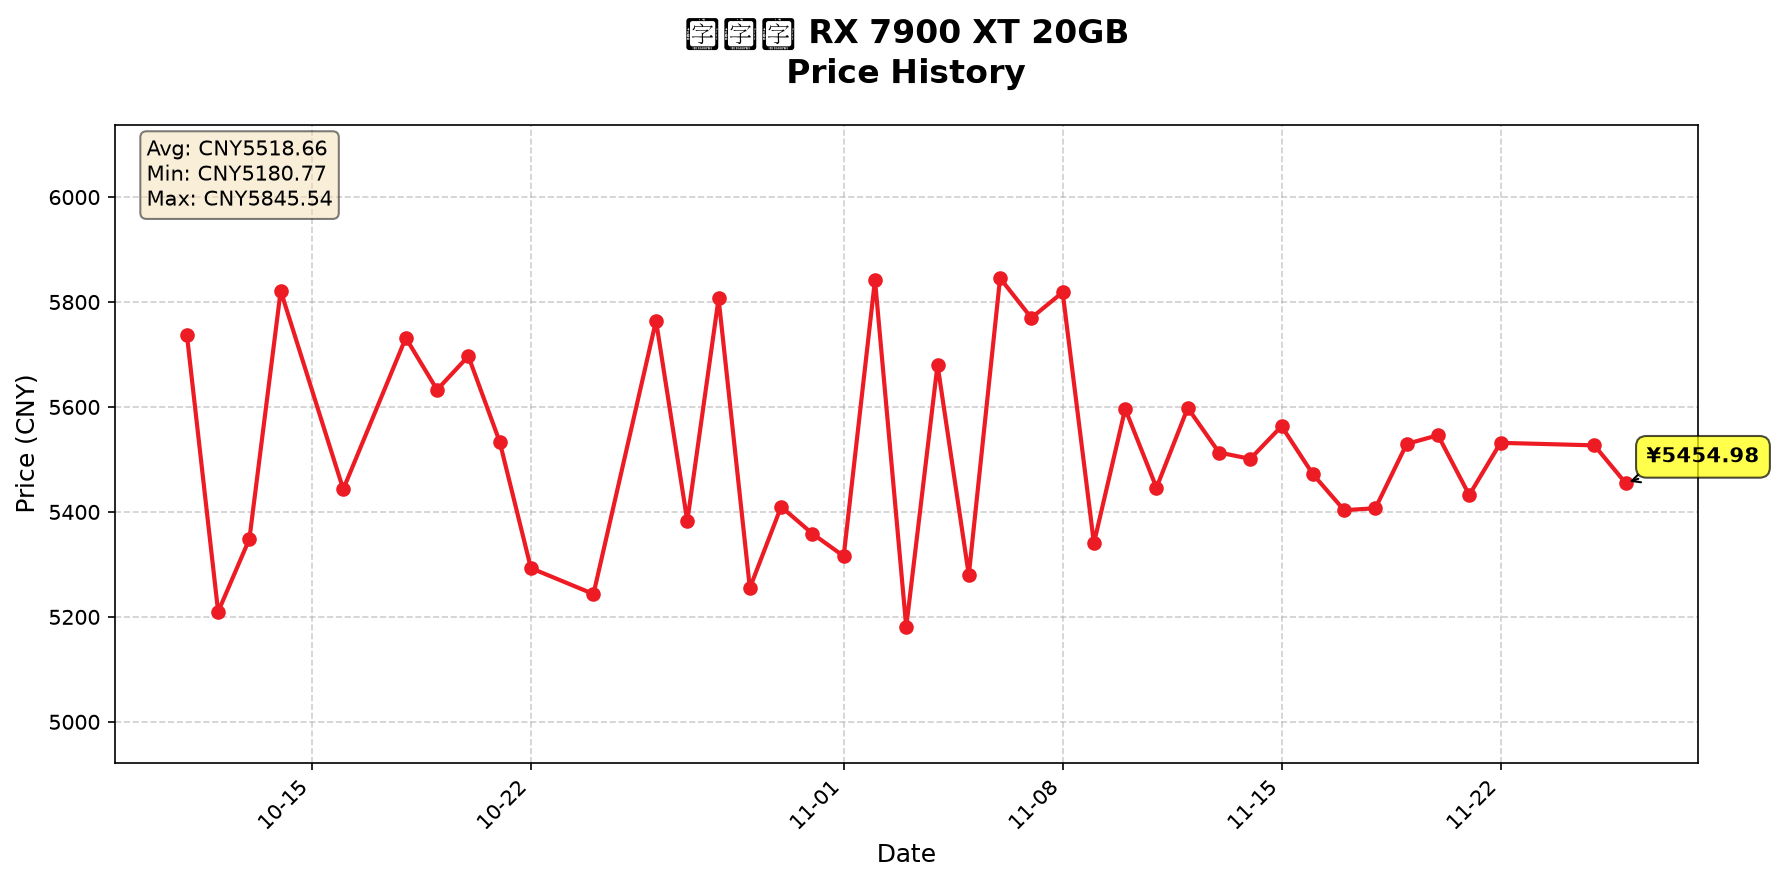 RX 7900 XT 20GB
Price History
Avg: CNY5518.66
Min: CNY5180.77
Max: CNY5845.54
Price (CNY)
6000
5800
5600
5400
5200
5000
¥5454.98
10-15
10-22
11-01
11-08
11-15
11-22
Date